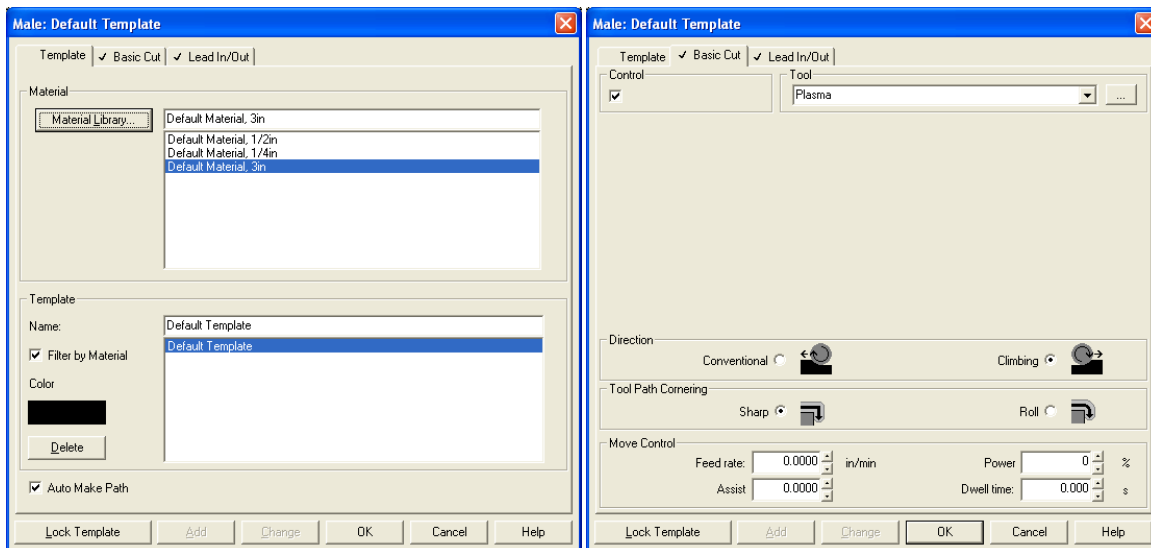 Male: Default Template
Template ✓ Basic Cut ✓ Lead In/Out
Material
Material Library... Default Material, 3in
Default Material, 1/2in
Default Material, 1/4in
Default Material, 3in
Template
Name: Default Template
Filter by Material Default Template
Color
Delete
Auto Make Path
Lock Template Add Change OK Cancel Help
Male: Default Template
Template ✓ Basic Cut ✓ Lead In/Out
Control Tool
Plasma ...
Direction
Conventional Climbing
Tool Path Cornering
Sharp Roll
Move Control
Feed rate: 0.0000 in/min Power 0 %
Assist 0.0000 Dwell time: 0.000 s
Lock Template Add Change OK Cancel Help